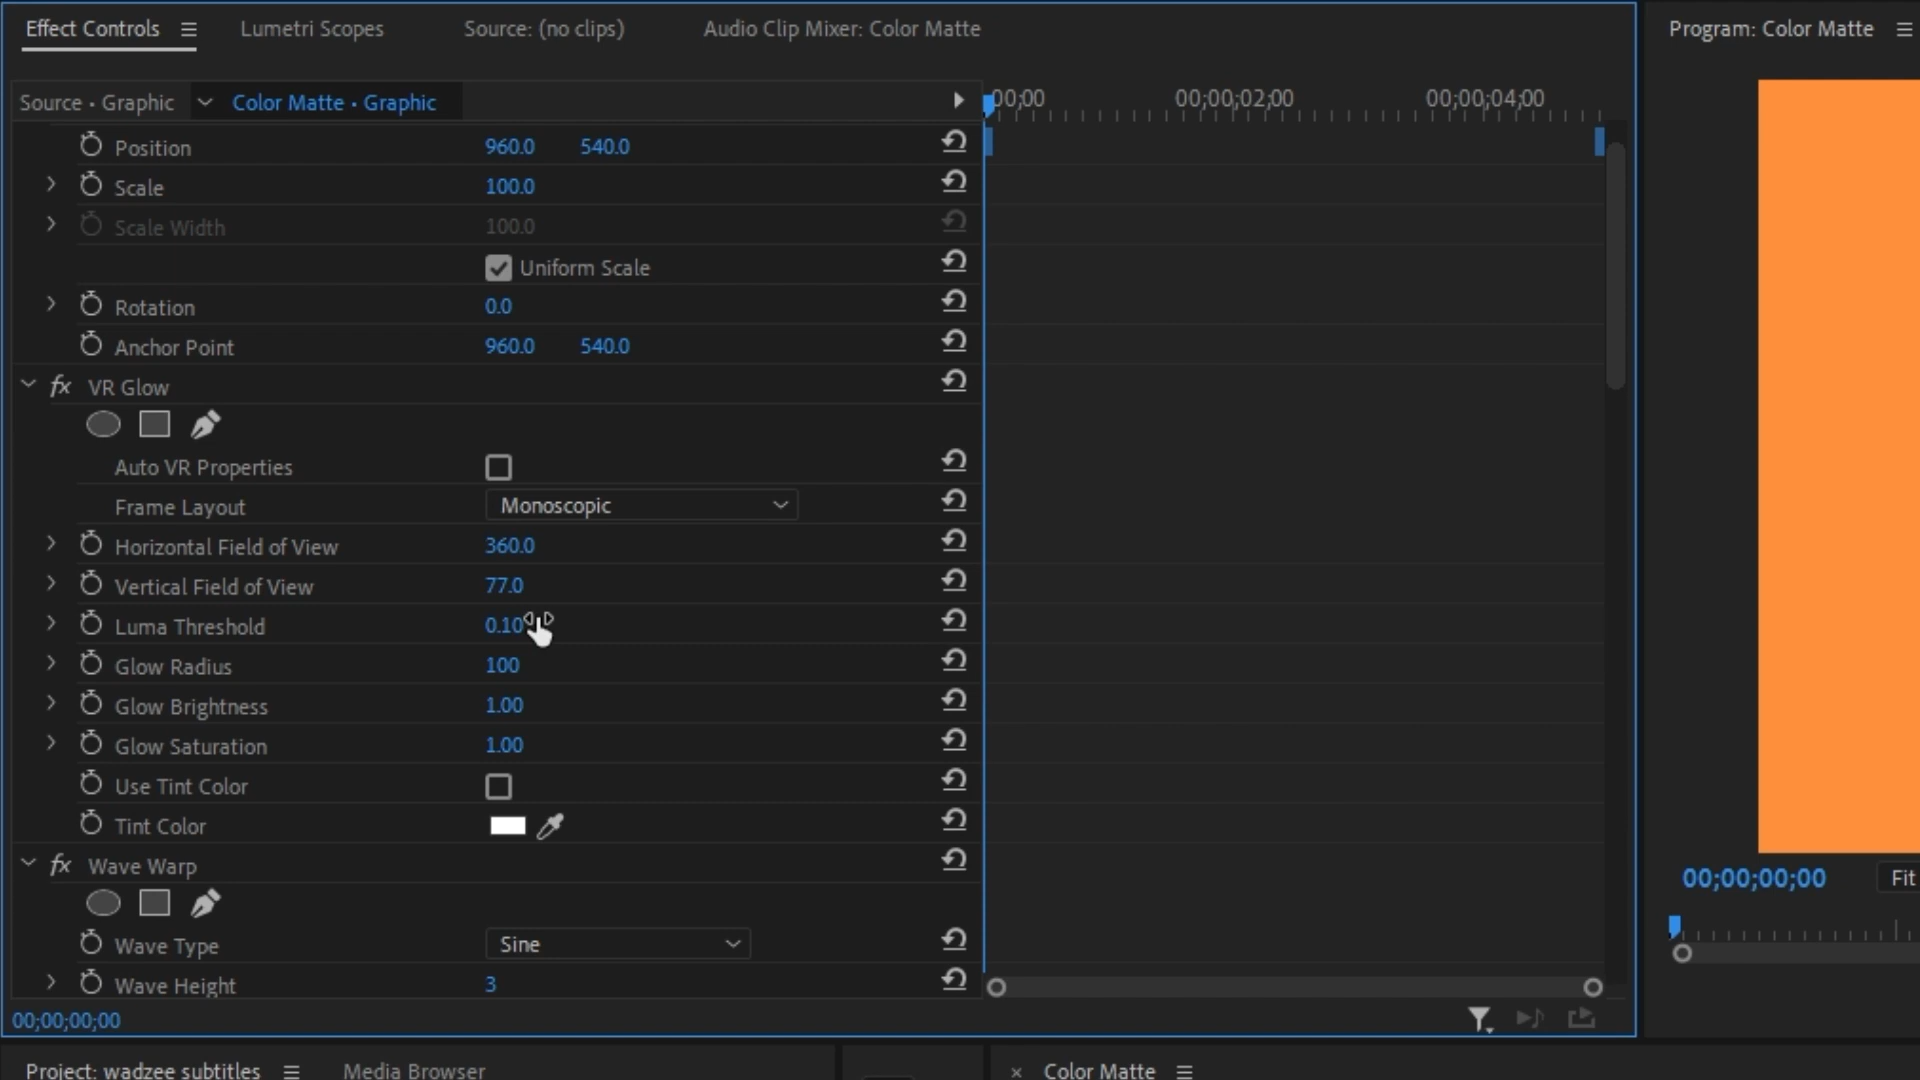 Effect Controls
Lumetri Scopes
Source: (no clips)
Audio Clip Mixer: Color Matte
Program: Color Matte
Source • Graphic
Color Matte • Graphic
00;00
00;00;02;00
00;00;04;00
Position 960.0 540.0
Scale 100.0
Scale Width 100.0
Uniform Scale
Rotation 0.0
Anchor Point 960.0 540.0
fx VR Glow
Auto VR Properties
Frame Layout Monoscopic
Horizontal Field of View 360.0
Vertical Field of View 77.0
Luma Threshold 0.10
Glow Radius 100
Glow Brightness 1.00
Glow Saturation 1.00
Use Tint Color
Tint Color
fx Wave Warp
00;00;00;00
Fit
Wave Type Sine
Wave Height 3
00;00;00;00
Project: wadzee subtitles
Media Browser
× Color Matte